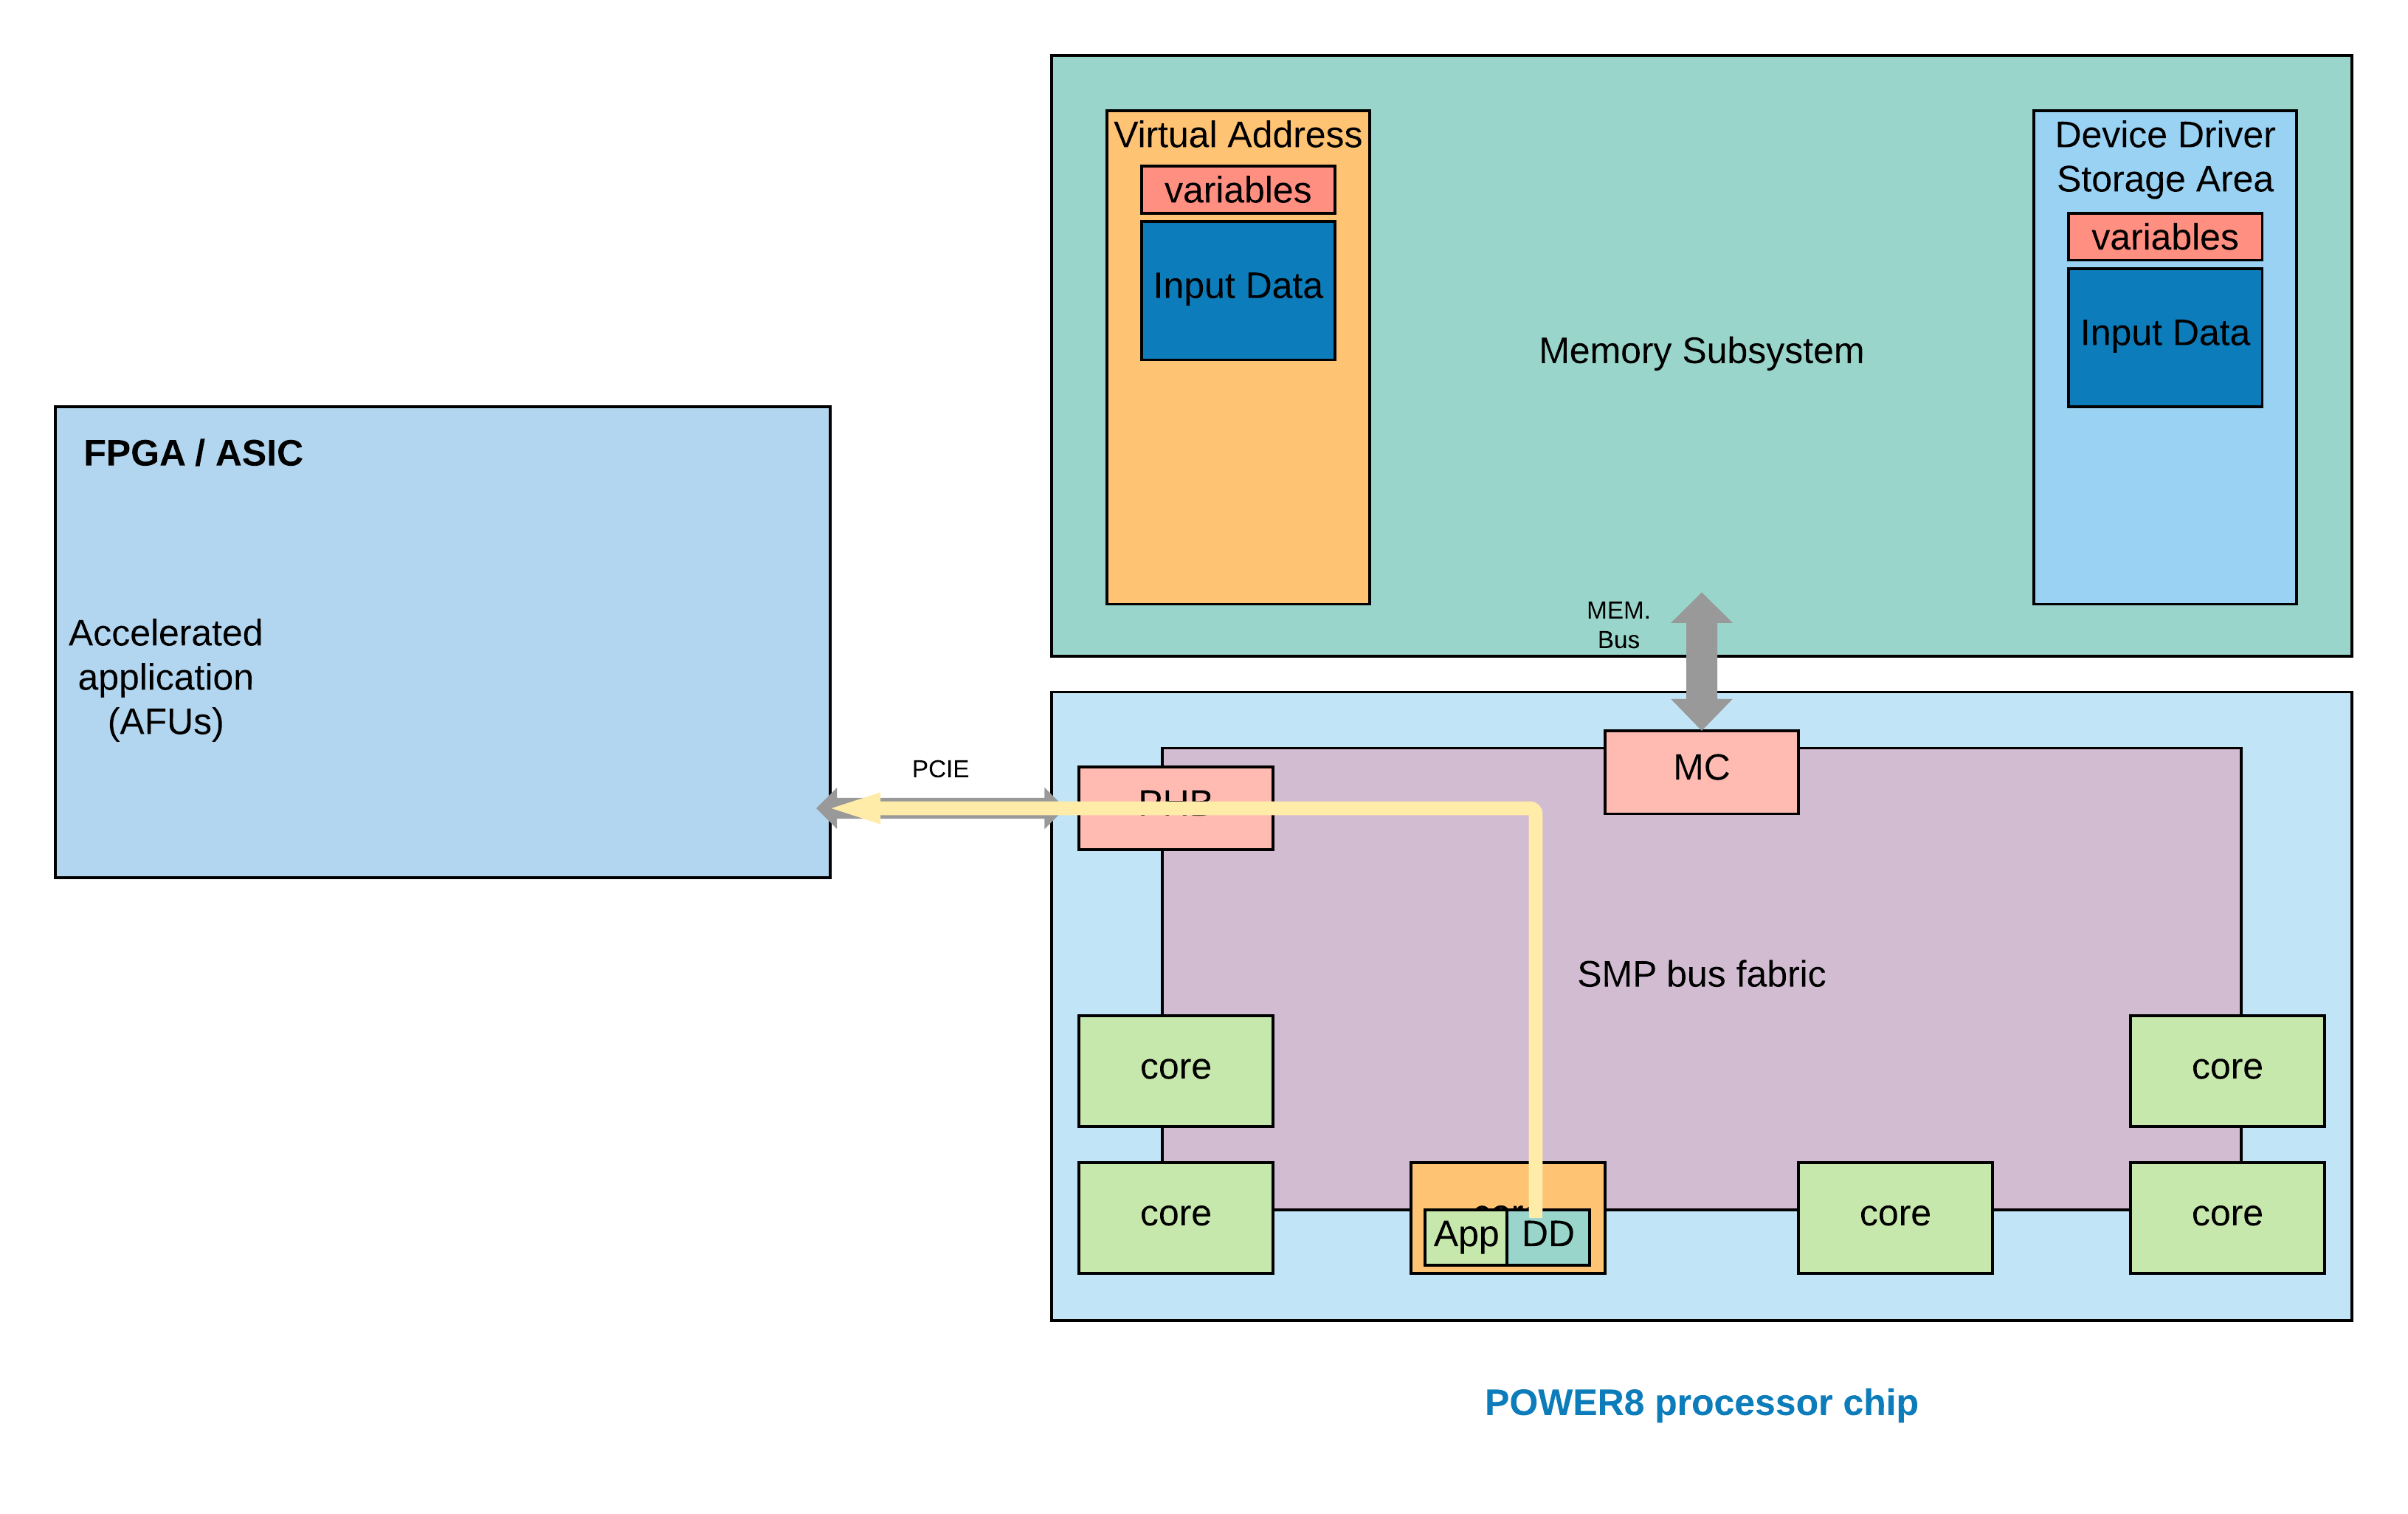 Virtual Address
variables
Input Data
Device Driver
Storage Area
variables
Input Data
Memory Subsystem
FPGA / ASIC
Accelerated
application
(AFUs)
MEM.
Bus
PCIE
MC
PHB
SMP bus fabric
core
core
core
core
App
DD
core
core
POWER8 processor chip